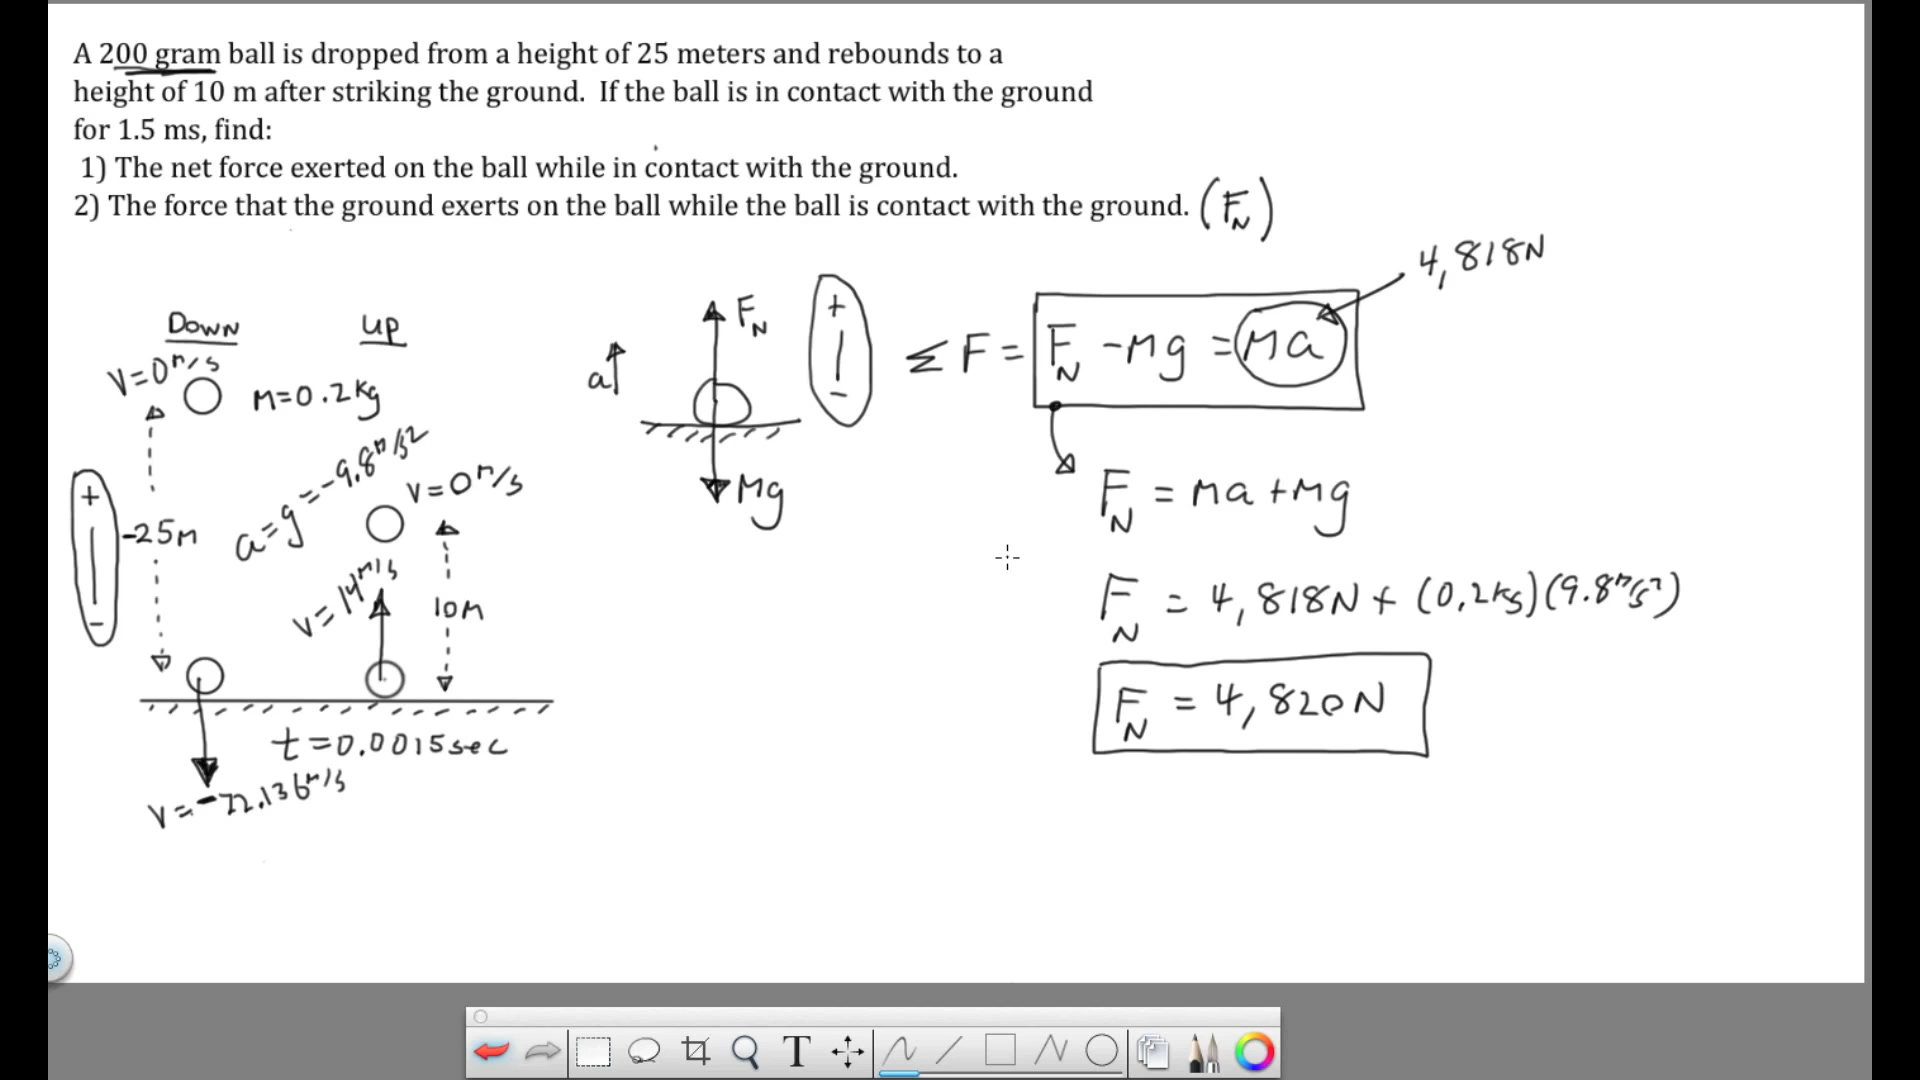 A 200 gram ball is dropped from a height of 25 meters and rebounds to a
height of 10 m after striking the ground. If the ball is in contact with the ground
for 1.5 ms, find:
1) The net force exerted on the ball while in contact with the ground.
2) The force that the ground exerts on the ball while the ball is contact with the ground. (F_N)
4,818N
DOWN
UP
V=0 m/s
M=0.2kg
a=g=-9.8 m/s²
V=0 m/s
+
-25m
-
V=14 m/s
10M
t=0.0015sec
V=-22.136 m/s
a
F_N
Mg
+
-
ΣF= F_N -Mg =Ma
F_N =ma+Mg
F_N = 4,818N + (0.2kg)(9.8m/s²)
F_N = 4,820N
T